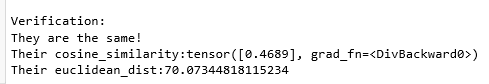 Verification:
They are the same!
Their cosine_similarity:tensor([0.4689], grad_fn=<DivBackward0>)
Their euclidean_dist:70.07344818115234